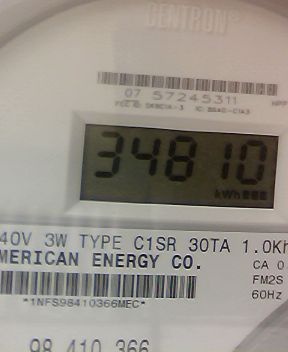 CENTRON®
07 57245311
34810
kWh
40V 3W TYPE C1SR 30TA 1.0Kh
MERICAN ENERGY CO.
CA 0
FM2S
60Hz
*1NFS98410366MEC*
98 410 366